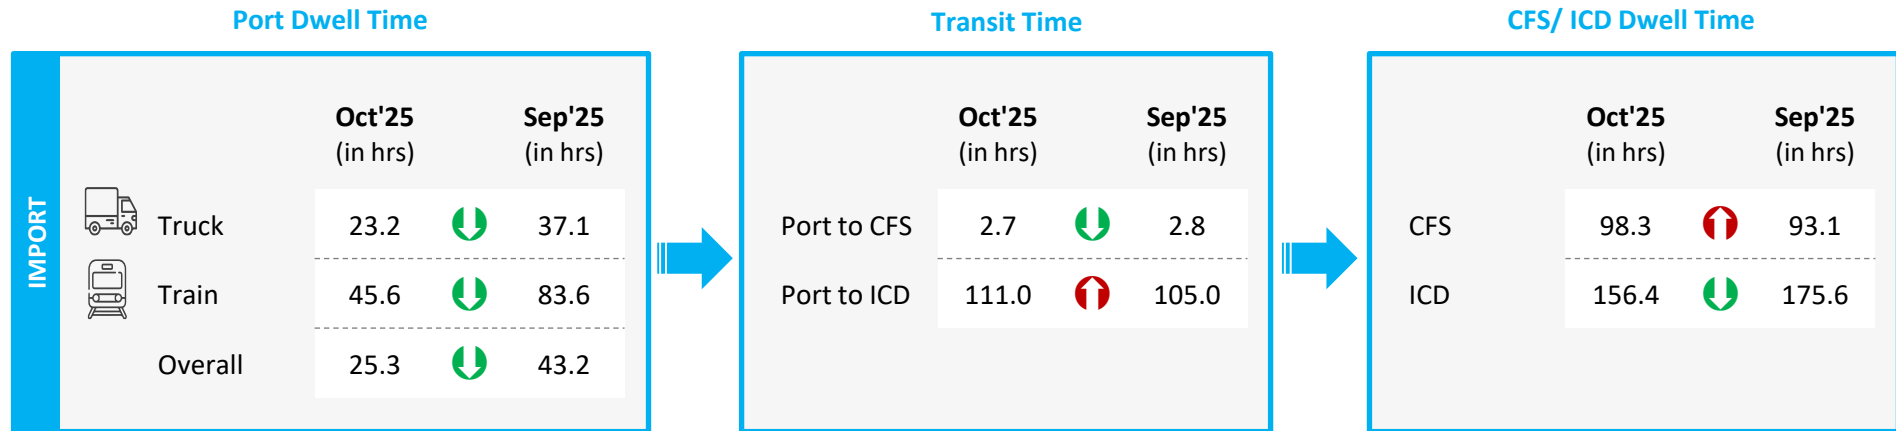 Port Dwell Time
Transit Time
CFS/ ICD Dwell Time
IMPORT
Oct'25 Sep'25
(in hrs) (in hrs)
Truck 23.2 37.1
Train 45.6 83.6
Overall 25.3 43.2
Oct'25 Sep'25
(in hrs) (in hrs)
Port to CFS 2.7 2.8
Port to ICD 111.0 105.0
Oct'25 Sep'25
(in hrs) (in hrs)
CFS 98.3 93.1
ICD 156.4 175.6